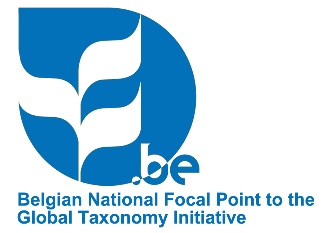 .be
Belgian National Focal Point to the
Global Taxonomy Initiative